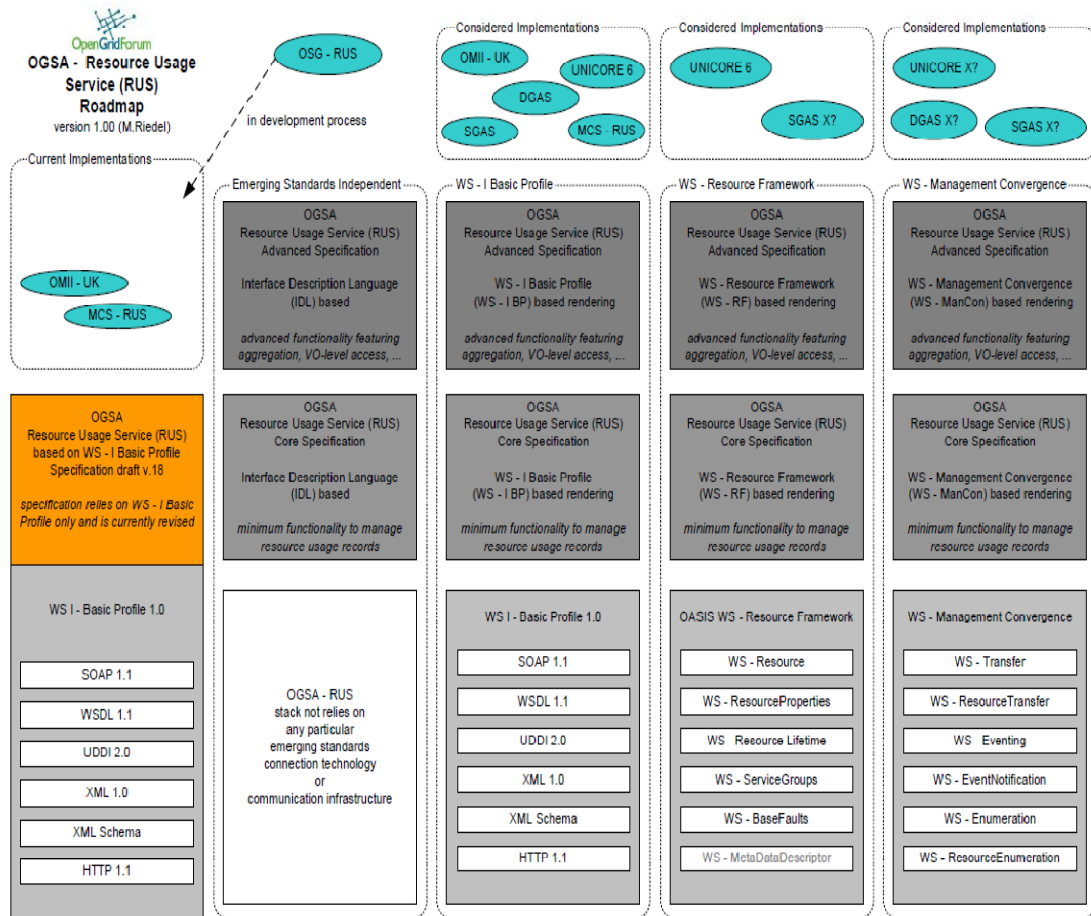 OpenGridForum
OGSA - Resource Usage
Service (RUS)
Roadmap
version 1.00 (M.Riedel)
OSG - RUS
in development process
Current Implementations
OMII - UK
MCS - RUS
Considered Implementations
OMII - UK
UNICORE 6
DGAS
SGAS
MCS - RUS
Considered Implementations
UNICORE 6
SGAS X?
Considered Implementations
UNICORE X?
DGAS X?
SGAS X?
OGSA
Resource Usage Service (RUS)
based on WS - I Basic Profile
Specification draft v.18
specification relies on WS - I Basic
Profile only and is currently revised
WS I - Basic Profile 1.0
SOAP 1.1
WSDL 1.1
UDDI 2.0
XML 1.0
XML Schema
HTTP 1.1
Emerging Standards Independent
OGSA
Resource Usage Service (RUS)
Advanced Specification
Interface Description Language
(IDL) based
advanced functionality featuring
aggregation, VO-level access, ...
OGSA
Resource Usage Service (RUS)
Core Specification
Interface Description Language
(IDL) based
minimum functionality to manage
resource usage records
OGSA - RUS
stack not relies on
any particular
emerging standards
connection technology
or
communication infrastructure
WS - I Basic Profile
OGSA
Resource Usage Service (RUS)
Advanced Specification
WS - I Basic Profile
(WS - I BP) based rendering
advanced functionality featuring
aggregation, VO-level access, ...
OGSA
Resource Usage Service (RUS)
Core Specification
WS - I Basic Profile
(WS - I BP) based rendering
minimum functionality to manage
resource usage records
WS I - Basic Profile 1.0
SOAP 1.1
WSDL 1.1
UDDI 2.0
XML 1.0
XML Schema
HTTP 1.1
WS - Resource Framework
OGSA
Resource Usage Service (RUS)
Advanced Specification
WS - Resource Framework
(WS - RF) based rendering
advanced functionality featuring
aggregation, VO-level access, ...
OGSA
Resource Usage Service (RUS)
Core Specification
WS - Resource Framework
(WS - RF) based rendering
minimum functionality to manage
resource usage records
OASIS WS - Resource Framework
WS - Resource
WS - ResourceProperties
WS Resource Lifetime
WS - ServiceGroups
WS - BaseFaults
WS - MetaDataDescriptor
WS - Management Convergence
OGSA
Resource Usage Service (RUS)
Advanced Specification
WS - Management Convergence
(WS - ManCon) based rendering
advanced functionality featuring
aggregation, VO-level access, ...
OGSA
Resource Usage Service (RUS)
Core Specification
WS - Management Convergence
(WS - ManCon) based rendering
minimum functionality to manage
resource usage records
WS - Management Convergence
WS - Transfer
WS - ResourceTransfer
WS Eventing
WS - EventNotification
WS - Enumeration
WS - ResourceEnumeration